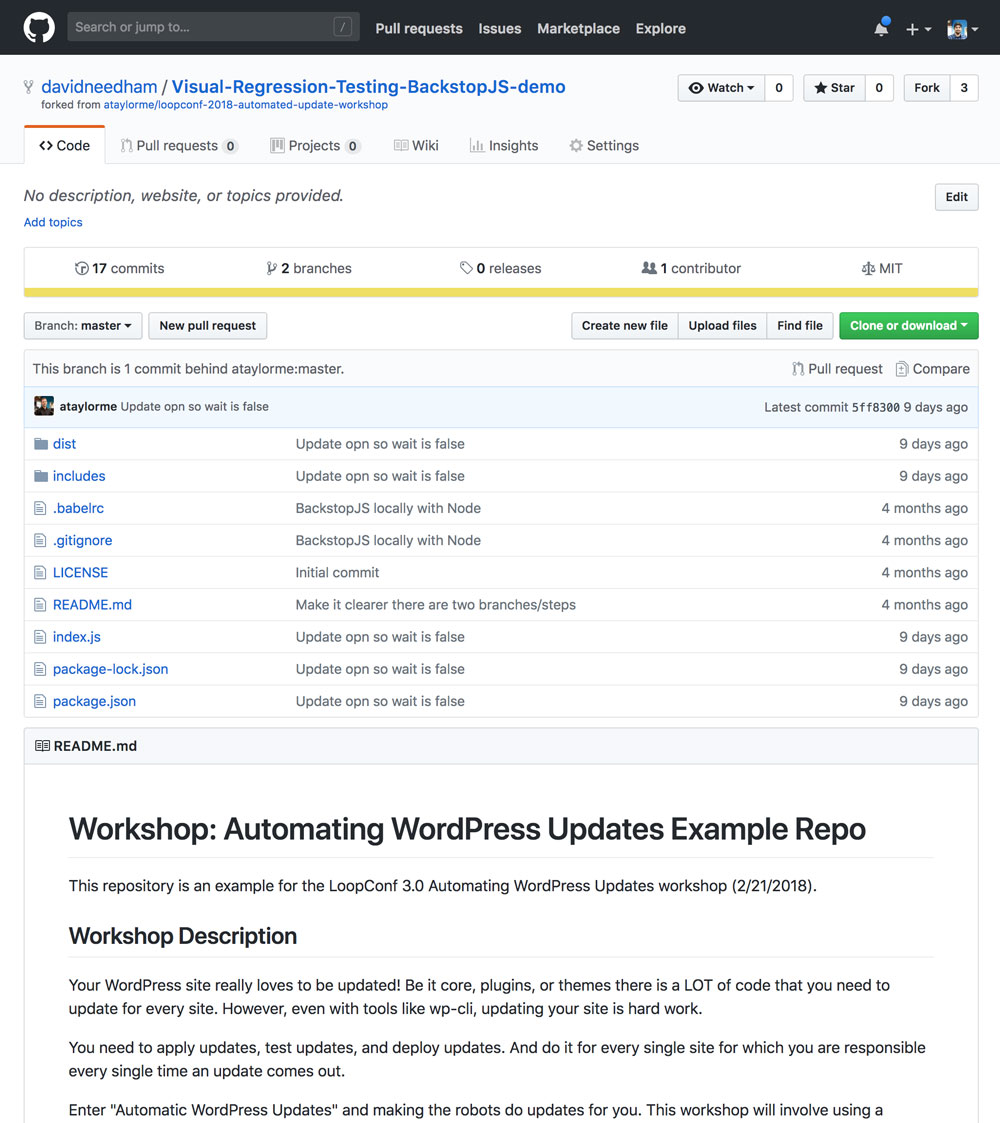 Search or jump to... / Pull requests Issues Marketplace Explore
davidneedham / Visual-Regression-Testing-BackstopJS-demo Watch 0 Star 0 Fork 3
forked from ataylorme/loopconf-2018-automated-update-workshop
Code Pull requests 0 Projects 0 Wiki Insights Settings
No description, website, or topics provided. Edit
Add topics
17 commits 2 branches 0 releases 1 contributor MIT
Branch: master New pull request Create new file Upload files Find file Clone or download
This branch is 1 commit behind ataylorme:master. Pull request Compare
ataylorme Update opn so wait is false Latest commit 5ff8300 9 days ago
dist Update opn so wait is false 9 days ago
includes Update opn so wait is false 9 days ago
.babelrc BackstopJS locally with Node 4 months ago
.gitignore BackstopJS locally with Node 4 months ago
LICENSE Initial commit 4 months ago
README.md Make it clearer there are two branches/steps 4 months ago
index.js Update opn so wait is false 9 days ago
package-lock.json Update opn so wait is false 9 days ago
package.json Update opn so wait is false 9 days ago
README.md
Workshop: Automating WordPress Updates Example Repo
This repository is an example for the LoopConf 3.0 Automating WordPress Updates workshop (2/21/2018).
Workshop Description
Your WordPress site really loves to be updated! Be it core, plugins, or themes there is a LOT of code that you need to
update for every site. However, even with tools like wp-cli, updating your site is hard work.
You need to apply updates, test updates, and deploy updates. And do it for every single site for which you are responsible
every single time an update comes out.
Enter "Automatic WordPress Updates" and making the robots do updates for you. This workshop will involve using a